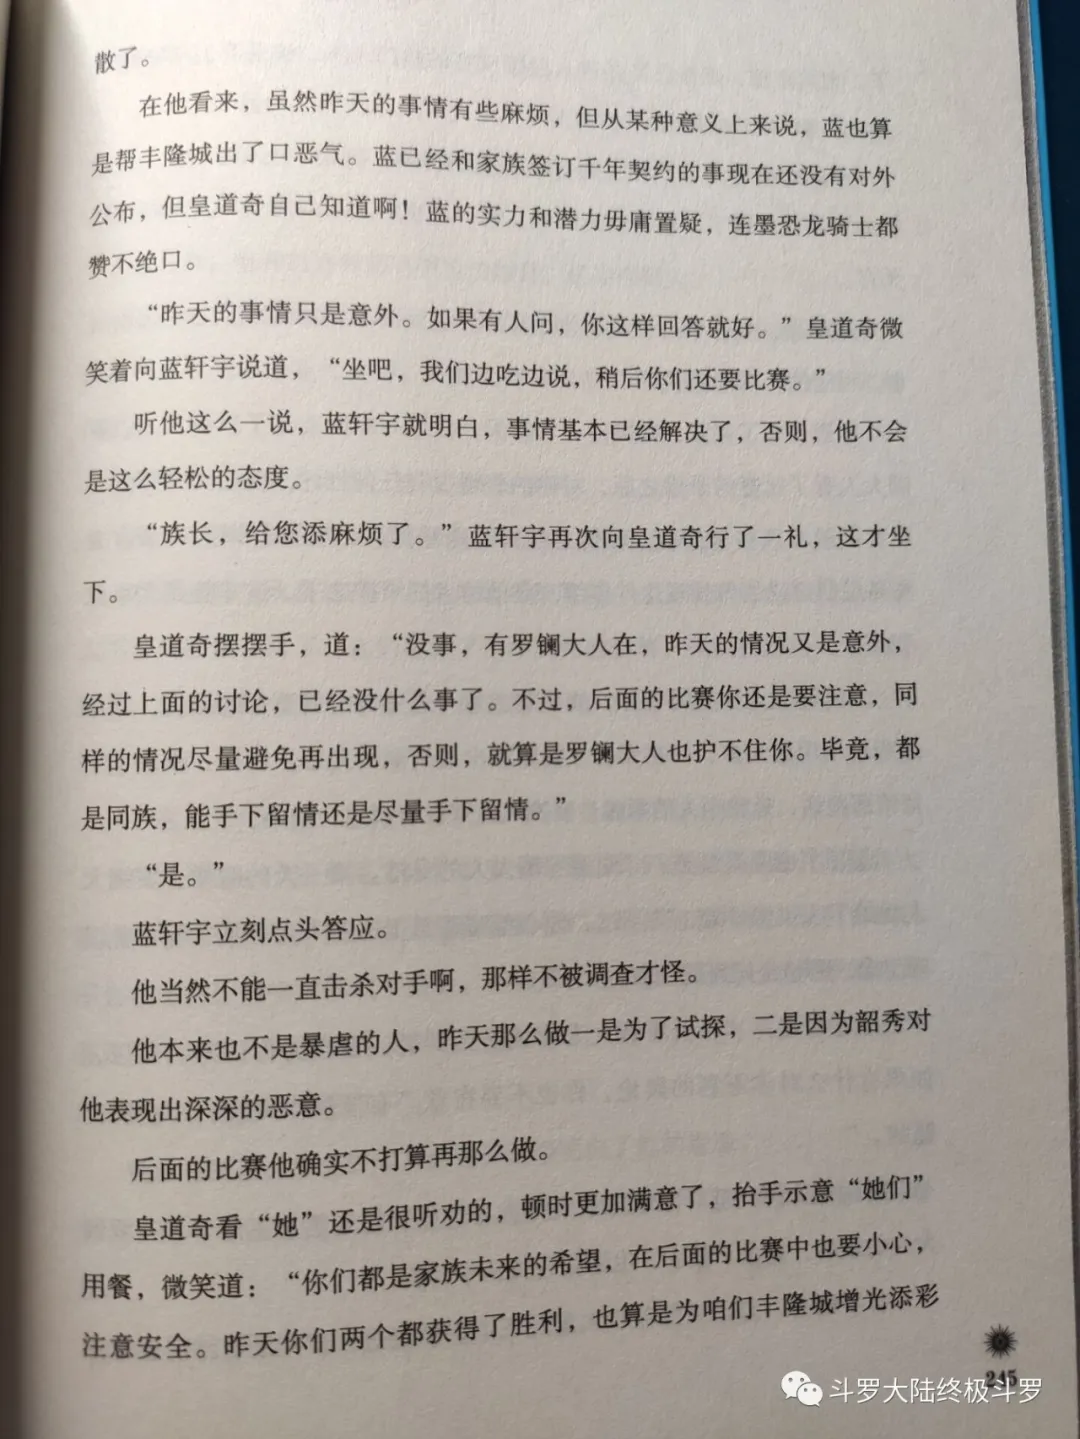 散了。
在他看来，虽然昨天的事情有些麻烦，但从某种意义上来说，蓝也算
是帮丰隆城出了口恶气。蓝已经和家族签订千年契约的事现在还没有对外
公布，但皇道奇自己知道啊！蓝的实力和潜力毋庸置疑，连墨恐龙骑士都
赞不绝口。
“昨天的事情只是意外。如果有人问，你这样回答就好。”皇道奇微
笑着向蓝轩宇说道，“坐吧，我们边吃边说，稍后你们还要比赛。”
听他这么一说，蓝轩宇就明白，事情基本已经解决了，否则，他不会
是这么轻松的态度。
“族长，给您添麻烦了。”蓝轩宇再次向皇道奇行了一礼，这才坐
下。
皇道奇摆摆手，道：“没事，有罗镧大人在，昨天的情况又是意外，
经过上面的讨论，已经没什么事了。不过，后面的比赛你还是要注意，同
样的情况尽量避免再出现，否则，就算是罗镧大人也护不住你。毕竟，都
是同族，能手下留情还是尽量手下留情。”
“是。”
蓝轩宇立刻点头答应。
他当然不能一直击杀对手啊，那样不被调查才怪。
他本来也不是暴虐的人，昨天那么做一是为了试探，二是因为韶秀对
他表现出深深的恶意。
后面的比赛他确实不打算再那么做。
皇道奇看“她”还是很听劝的，顿时更加满意了，抬手示意“她们”
用餐，微笑道：“你们都是家族未来的希望，在后面的比赛中也要小心，
注意安全。昨天你们两个都获得了胜利，也算是为咱们丰隆城增光添彩
245
斗罗大陆终极斗罗